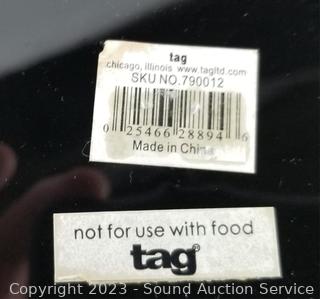 tag
chicago, illinois www.tagltd.com
SKU NO.790012
0 25466 28894 6
Made in China
not for use with food
tag®
Copyright 2023 - Sound Auction Service